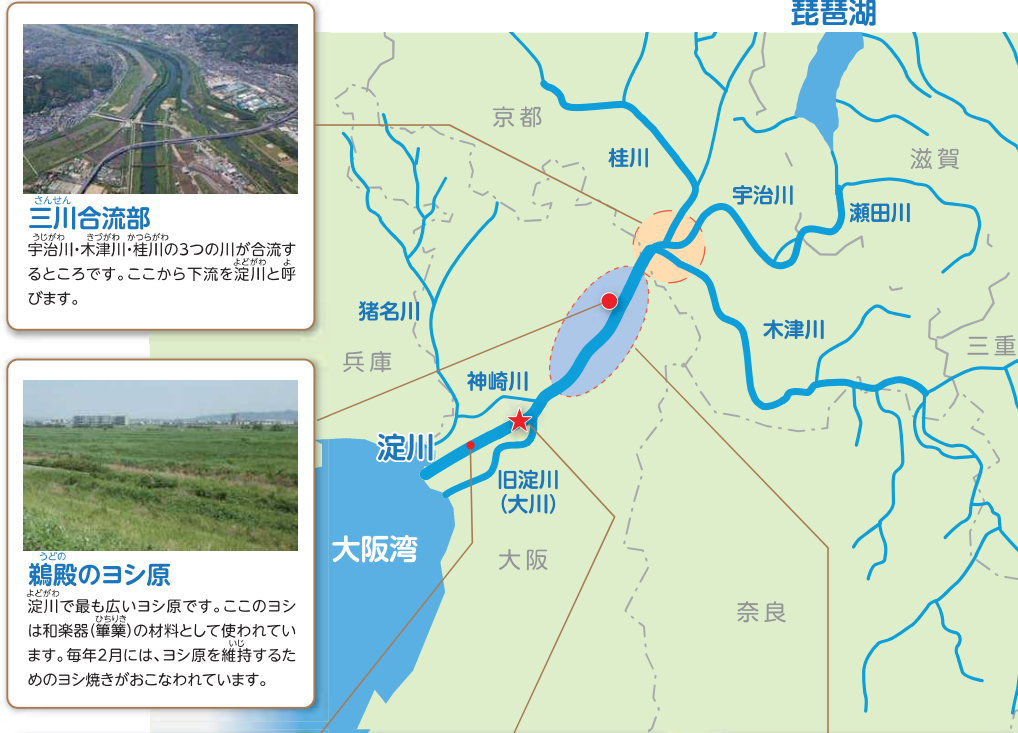 琵琶湖
さんせん
三川合流部
うじがわ きづがわ かつらがわ
宇治川・木津川・桂川の3つの川が合流す
よどがわ よ
るところです。ここから下流を淀川と呼
びます。
うどの
鵜殿のヨシ原
よどがわ
淀川で最も広いヨシ原です。ここのヨシ
ひちりき
は和楽器(篳篥)の材料として使われてい
いじ
ます。毎年2月には、ヨシ原を維持するた
めのヨシ焼きがおこなわれています。
京都
桂川
滋賀
宇治川
瀬田川
猪名川
木津川
三重
兵庫
神崎川
淀川
旧淀川
(大川)
大阪湾
大阪
奈良